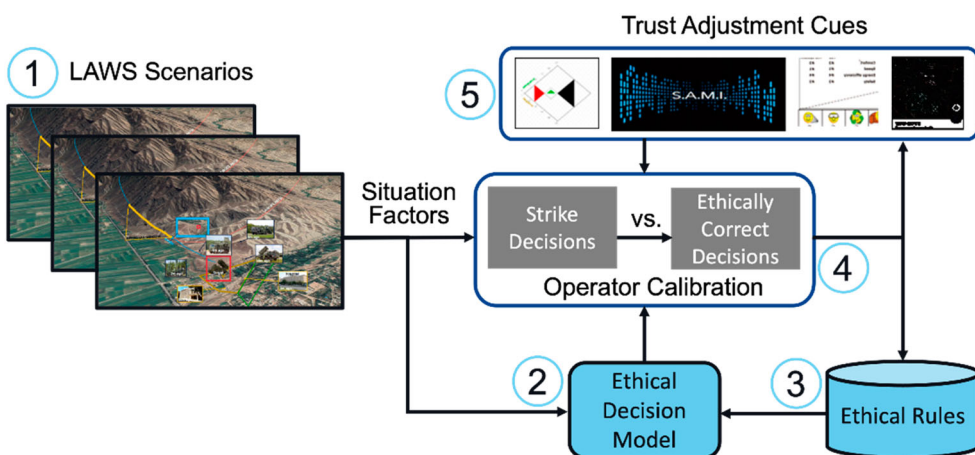 Trust Adjustment Cues
1
LAWS Scenarios
5
S.A.M.I.
Situation
Factors
Strike
Decisions
vs.
Ethically
Correct
Decisions
Operator Calibration
4
2
Ethical
Decision
Model
3
Ethical Rules